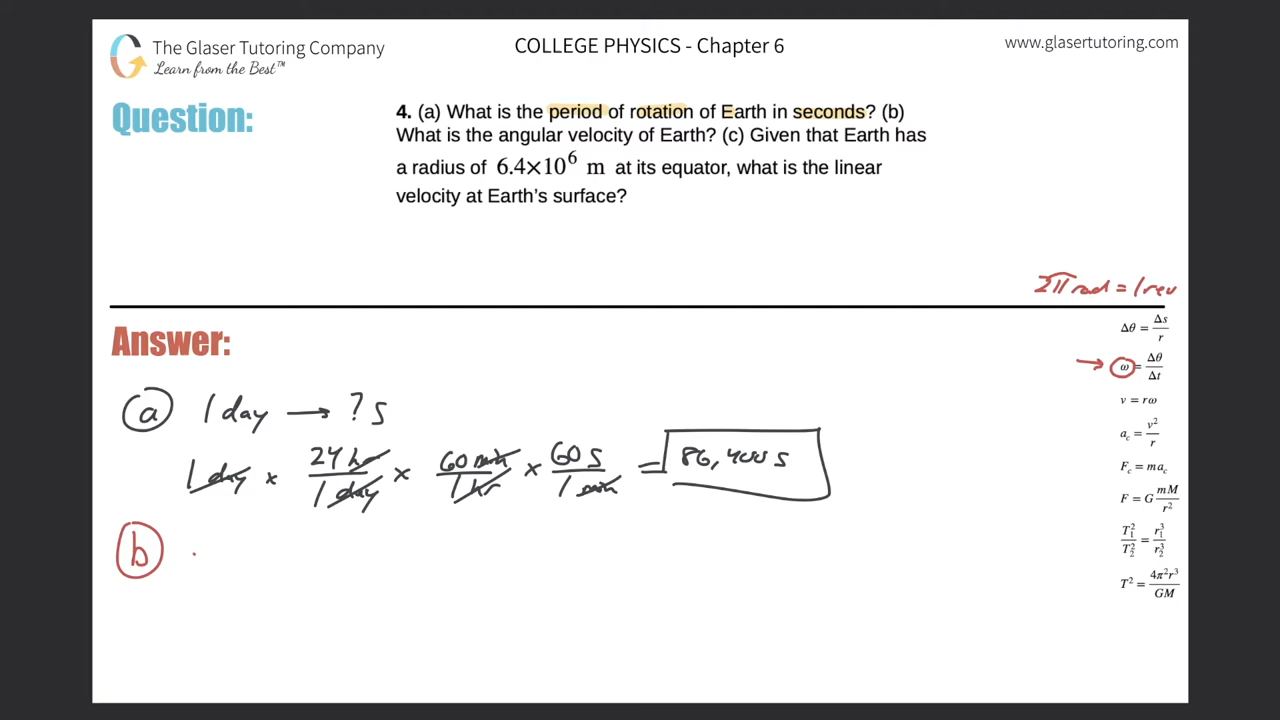 The Glaser Tutoring Company
Learn from the Best™
COLLEGE PHYSICS - Chapter 6
www.glasertutoring.com
Question:
4. (a) What is the period of rotation of Earth in seconds? (b)
What is the angular velocity of Earth? (c) Given that Earth has
a radius of 6.4×10⁶ m at its equator, what is the linear
velocity at Earth's surface?
2π rad = 1 rev
Answer:
Δθ = Δs/r
→ ω = Δθ/Δt
v = rω
a_c = v²/r
F_c = ma_c
F = G mM/r²
T₁²/T₂² = r₁³/r₂³
T² = 4π²r³/GM
(a) 1 day → ? s
1 day × 24 hr/1 day × 60 min/1 hr × 60 s/1 min = 86,400 s
(b)